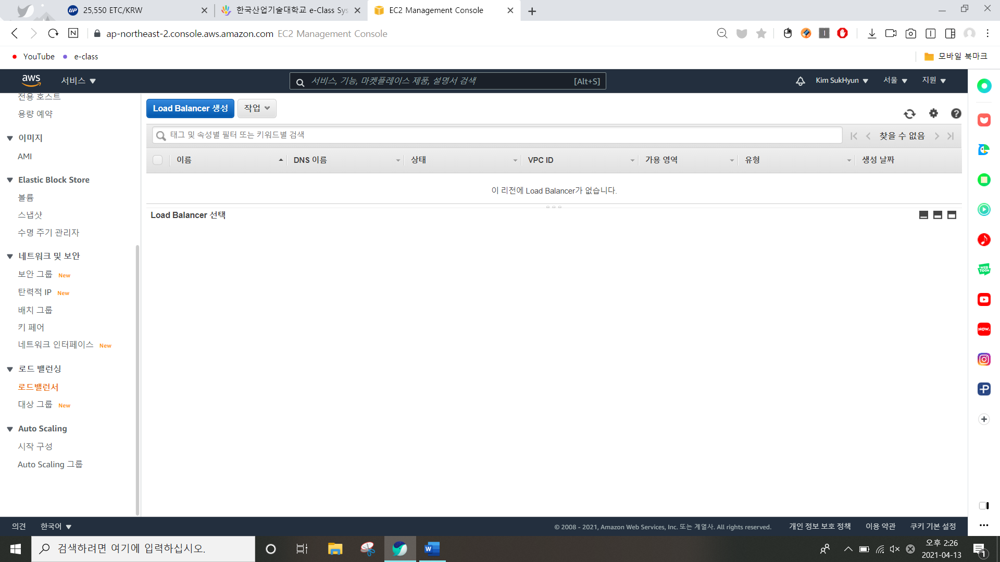 25,550 ETC/KRW
한국산업기술대학교 e-Class Sys
EC2 Management Console
ap-northeast-2.console.aws.amazon.com EC2 Management Console
YouTube
e-class
모바일 북마크
aws
서비스
서비스, 기능, 마켓플레이스 제품, 설명서 검색
[Alt+S]
Kim SukHyun
서울
지원
전용 호스트
용량 예약
이미지
AMI
Elastic Block Store
볼륨
스냅샷
수명 주기 관리자
네트워크 및 보안
보안 그룹 New
탄력적 IP New
배치 그룹
키 페어
네트워크 인터페이스 New
로드 밸런싱
로드밸런서
대상 그룹 New
Auto Scaling
시작 구성
Auto Scaling 그룹
Load Balancer 생성
작업
태그 및 속성별 필터 또는 키워드별 검색
찾을 수 없음
이름
DNS 이름
상태
VPC ID
가용 영역
유형
생성 날짜
이 리전에 Load Balancer가 없습니다.
Load Balancer 선택
WEBTOON
NOW.
의견
한국어
© 2008 - 2021, Amazon Web Services, Inc. 또는 계열사. All rights reserved.
개인 정보 보호 정책
이용 약관
쿠키 기본 설정
검색하려면 여기에 입력하십시오.
오후 2:26
2021-04-13
1